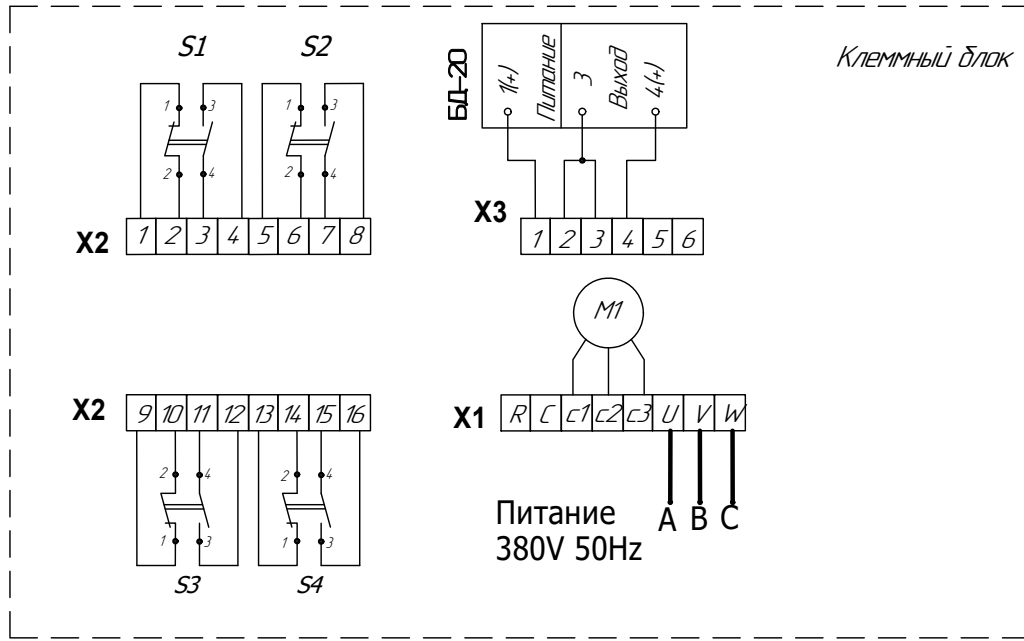 S1 S2
1 3 1 3
2 4 2 4
X2 1 2 3 4 5 6 7 8
БД-20
1(+) Питание 3 Выход 4(+)
X3 1 2 3 4 5 6
Клеммный блок
M1
X2 9 10 11 12 13 14 15 16
2 4 2 4
1 3 1 3
S3 S4
X1 R C c1 c2 c3 U V W
Питание A B C
380V 50Hz